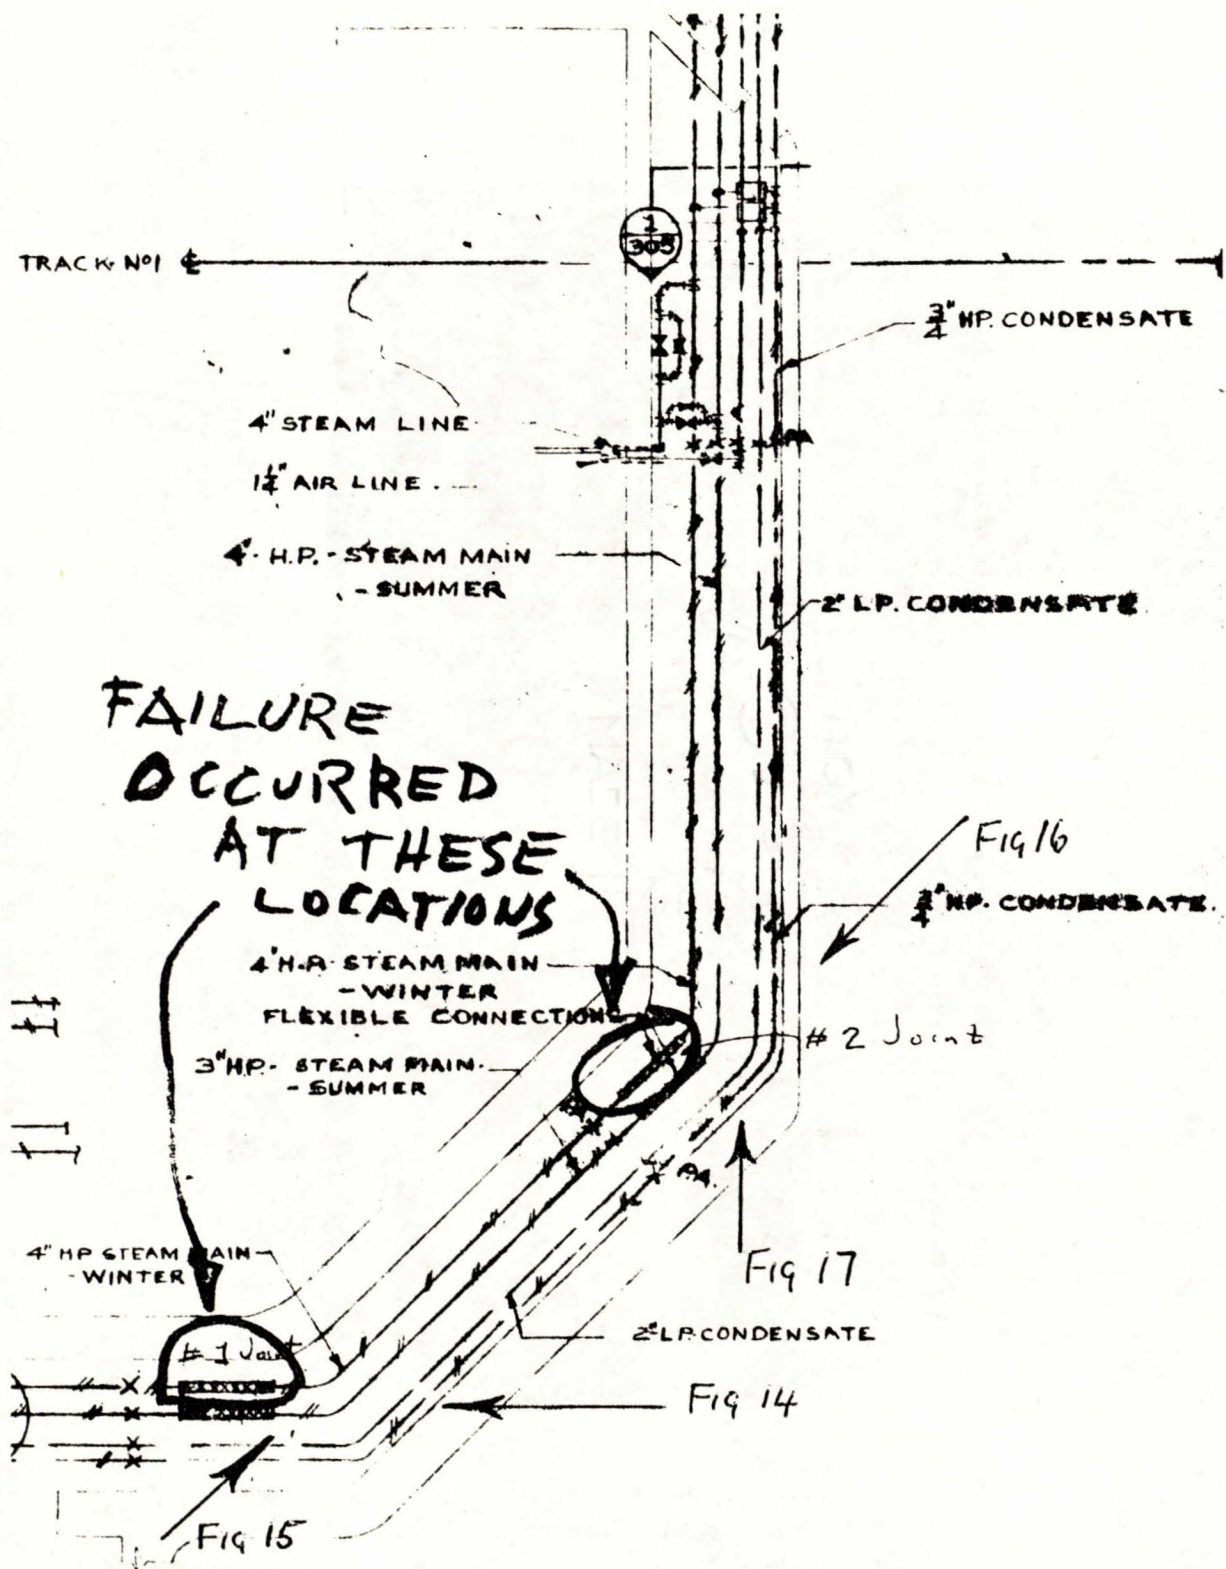 1
305
TRACK Nº1 ℄
3/4" HP. CONDENSATE
4" STEAM LINE
1 1/4" AIR LINE
4" H.P. - STEAM MAIN
- SUMMER
2" LP. CONDENSATE
FAILURE
OCCURRED
AT THESE
LOCATIONS
Fig 16
3/4" HP. CONDENSATE.
4" H.P. STEAM MAIN
- WINTER
FLEXIBLE CONNECTION
# 2 Joint
3" H.P. - STEAM MAIN
- SUMMER
P.A.
4" HP STEAM MAIN
- WINTER
Fig 17
2" LP. CONDENSATE
# 1 Joint
Fig 14
Fig 15